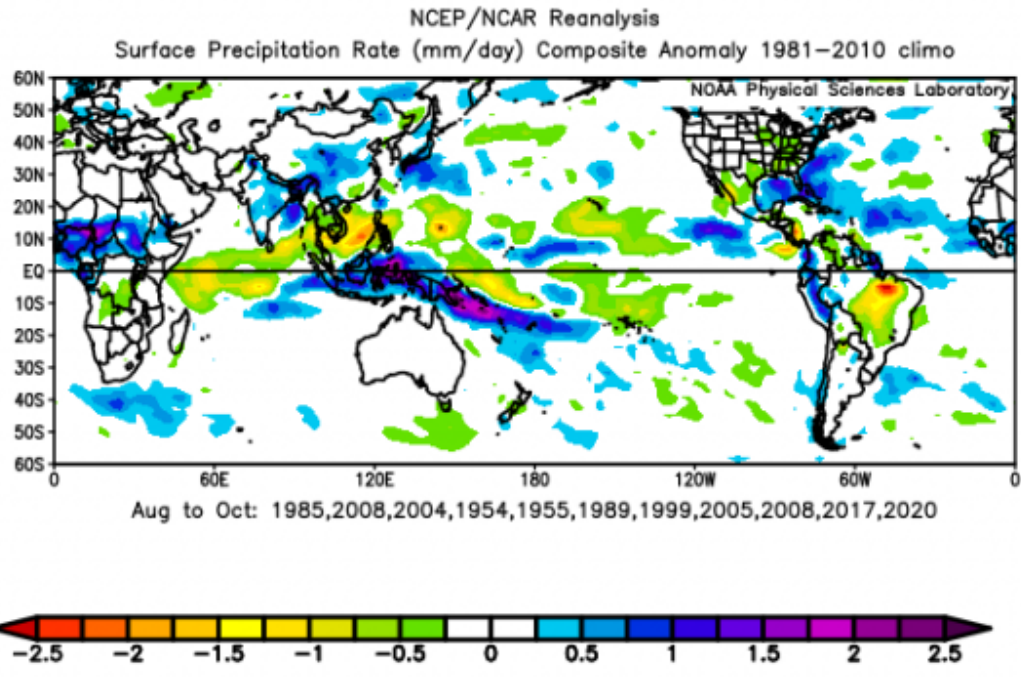 NCEP/NCAR Reanalysis
Surface Precipitation Rate (mm/day) Composite Anomaly 1981−2010 climo
NOAA Physical Sciences Laboratory
60N
50N
40N
30N
20N
10N
EQ
10S
20S
30S
40S
50S
60S
0 60E 120E 180 120W 60W 0
Aug to Oct: 1985,2008,2004,1954,1955,1989,1999,2005,2008,2017,2020
−2.5 −2 −1.5 −1 −0.5 0 0.5 1 1.5 2 2.5